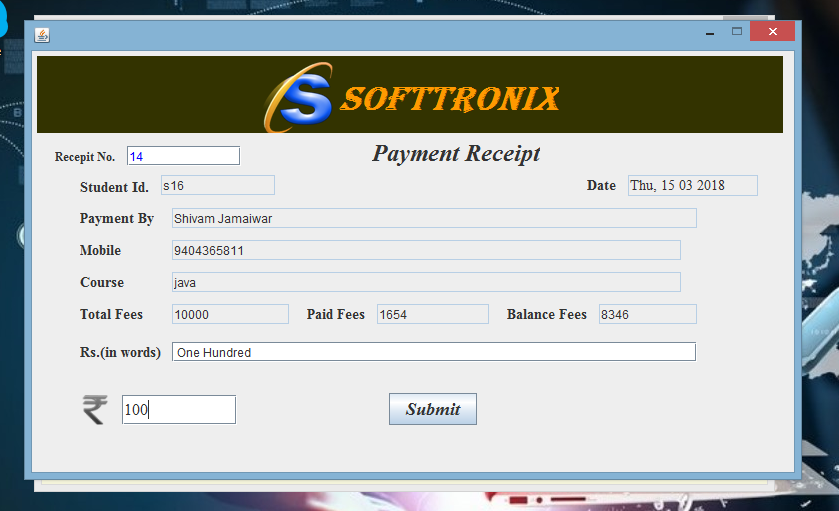 SOFTTRONIX
Recepit No. 14
Payment Receipt
Student Id. s16
Date Thu, 15 03 2018
Payment By Shivam Jamaiwar
Mobile 9404365811
Course java
Total Fees 10000 Paid Fees 1654 Balance Fees 8346
Rs.(in words) One Hundred
₹ 100 Submit